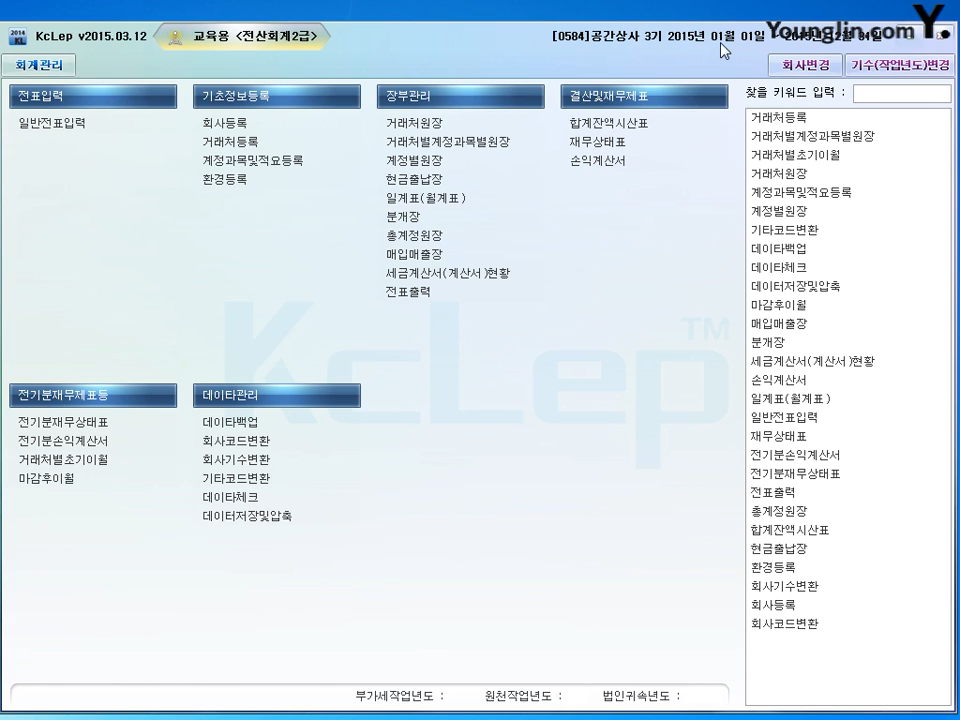 2014 KL KcLep v2015.03.12 교육용 <전산회계2급> [0584]공간상사 3기 2015년 01월 01일 ~ 2015년 12월 31일
Younglin.com Y.
회계관리 회사변경 기수(작업년도)변경
전표입력
일반전표입력
기초정보등록
회사등록
거래처등록
계정과목및적요등록
환경등록
장부관리
거래처원장
거래처별계정과목별원장
계정별원장
현금출납장
일계표(월계표)
분개장
총계정원장
매입매출장
세금계산서(계산서)현황
전표출력
결산및재무제표
합계잔액시산표
재무상태표
손익계산서
전기분재무제표등
전기분재무상태표
전기분손익계산서
거래처별초기이월
마감후이월
데이타관리
데이타백업
회사코드변환
회사기수변환
기타코드변환
데이타체크
데이터저장및압축
KcLep TM
찾을 키워드 입력 :
거래처등록
거래처별계정과목별원장
거래처별초기이월
거래처원장
계정과목및적요등록
계정별원장
기타코드변환
데이타백업
데이타체크
데이터저장및압축
마감후이월
매입매출장
분개장
세금계산서(계산서)현황
손익계산서
일계표(월계표)
일반전표입력
재무상태표
전기분손익계산서
전기분재무상태표
전표출력
총계정원장
합계잔액시산표
현금출납장
환경등록
회사기수변환
회사등록
회사코드변환
부가세작업년도 : 원천작업년도 : 법인귀속년도 :